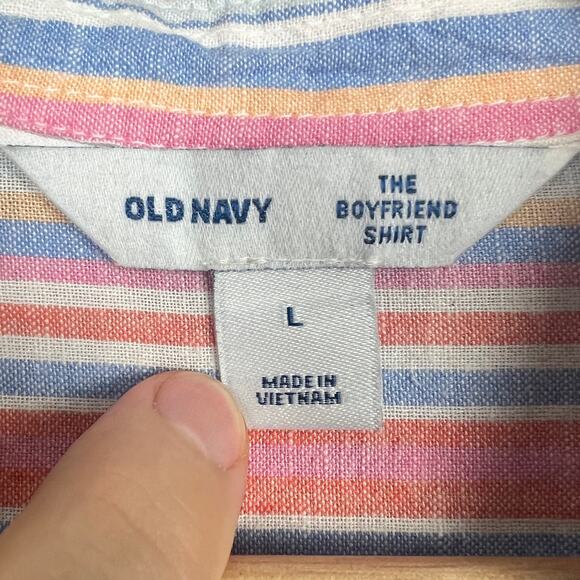 OLD NAVY
THE
BOYFRIEND
SHIRT
L
MADE IN
VIETNAM